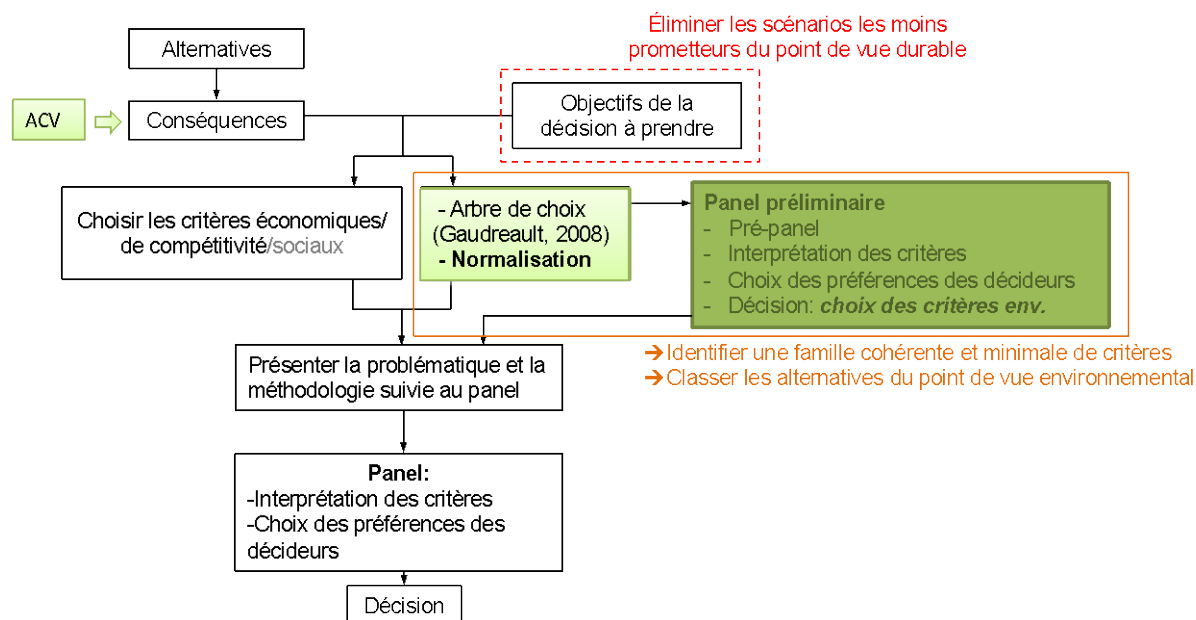 Éliminer les scénarios les moins
prometteurs du point de vue durable
Alternatives
ACV
Conséquences
Objectifs de la
décision à prendre
Choisir les critères économiques/
de compétitivité/sociaux
- Arbre de choix
(Gaudreault, 2008)
- Normalisation
Panel préliminaire
- Pré-panel
- Interprétation des critères
- Choix des préférences des décideurs
- Décision: choix des critères env.
➔ Identifier une famille cohérente et minimale de critères
➔ Classer les alternatives du point de vue environnemental
Présenter la problématique et la
méthodologie suivie au panel
Panel:
-Interprétation des critères
-Choix des préférences des
décideurs
Décision